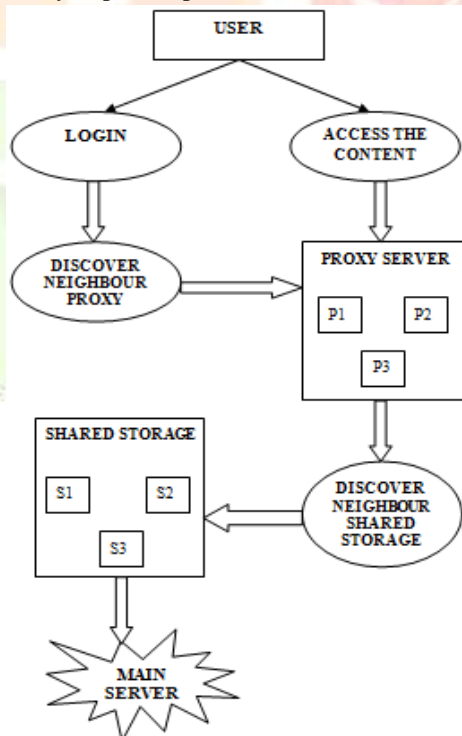 USER
LOGIN
ACCESS THE
CONTENT
DISCOVER
NEIGHBOUR
PROXY
PROXY SERVER
P1
P2
P3
SHARED STORAGE
S1
S2
S3
DISCOVER
NEIGHBOUR
SHARED
STORAGE
MAIN
SERVER